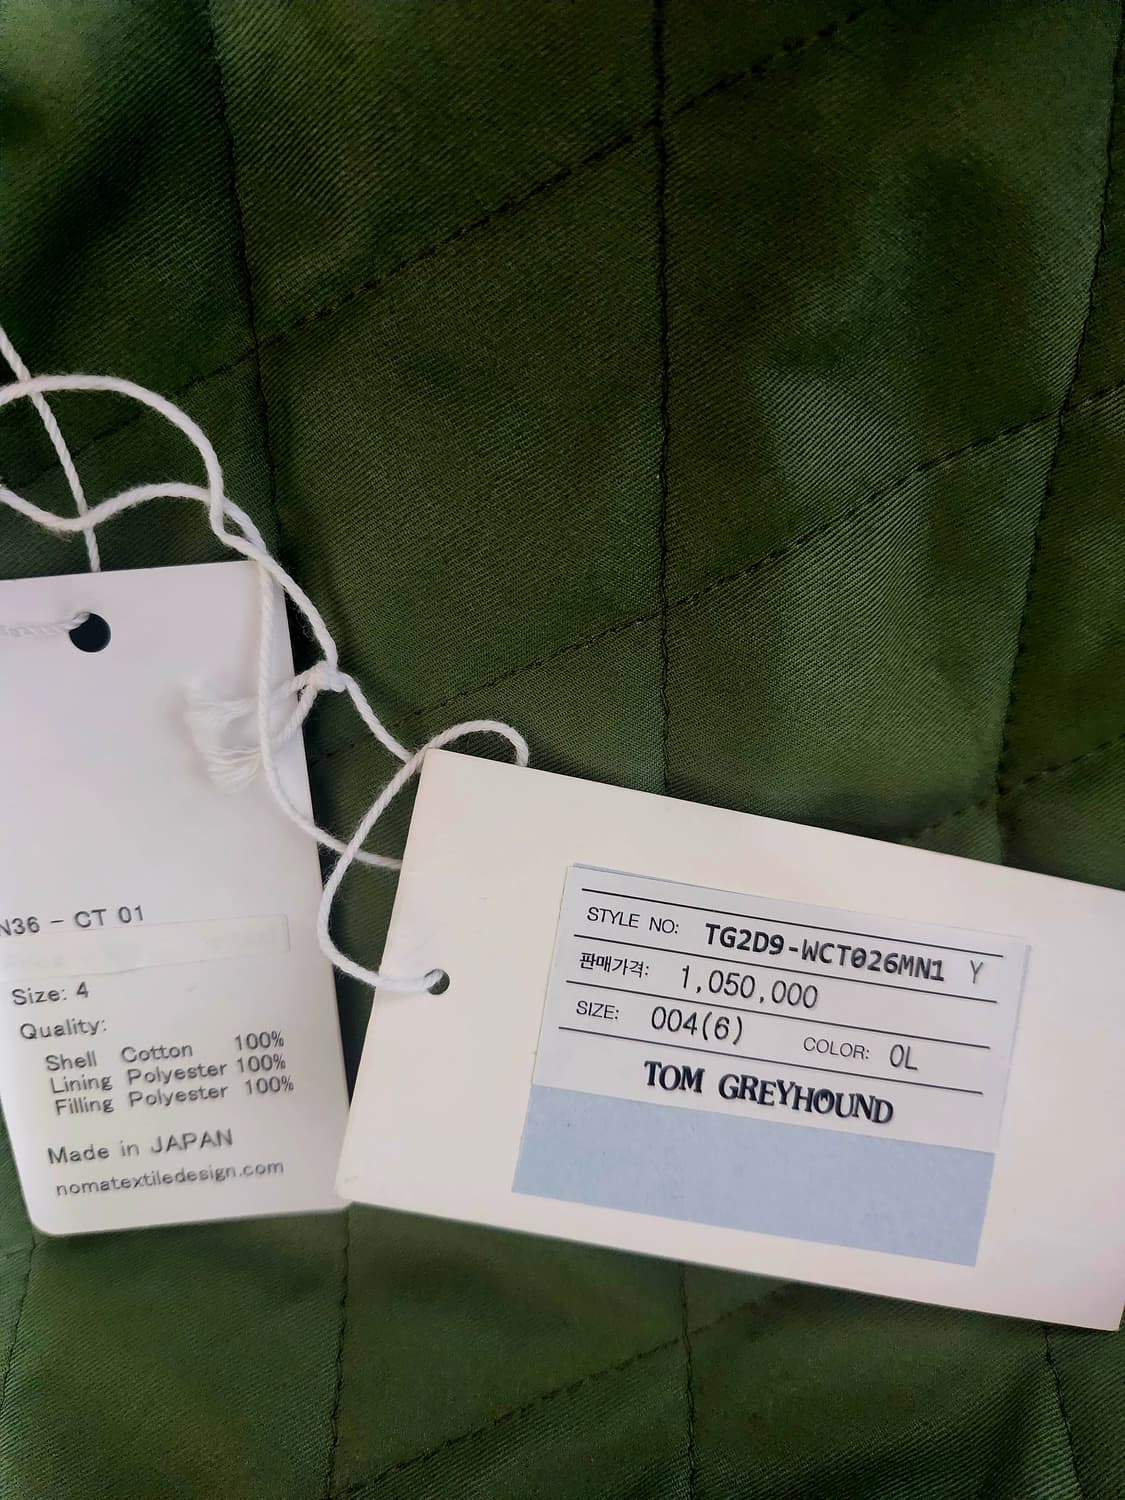 N36 - CT 01
Size: 4
Quality:
Shell Cotton 100%
Lining Polyester 100%
Filling Polyester 100%
Made in JAPAN
nomatextiledesign.com
STYLE NO: TG2D9-WCT026MN1 Y
판매가격: 1,050,000
SIZE: 004(6) COLOR: OL
TOM GREYHOUND